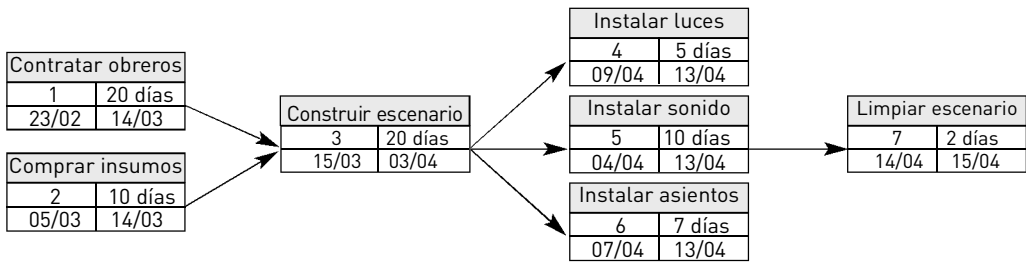 Contratar obreros
1 20 días
23/02 14/03
Comprar insumos
2 10 días
05/03 14/03
Construir escenario
3 20 días
15/03 03/04
Instalar luces
4 5 días
09/04 13/04
Instalar sonido
5 10 días
04/04 13/04
Instalar asientos
6 7 días
07/04 13/04
Limpiar escenario
7 2 días
14/04 15/04